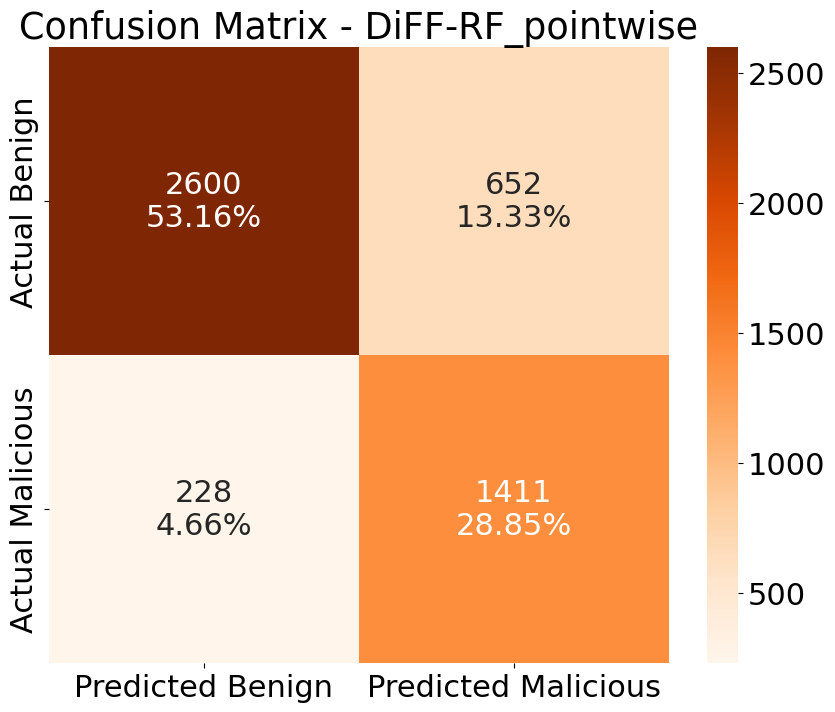 Confusion Matrix - DiFF-RF_pointwise
Actual Benign
2600
53.16%
652
13.33%
Actual Malicious
228
4.66%
1411
28.85%
Predicted Benign
Predicted Malicious
2500
2000
1500
1000
500